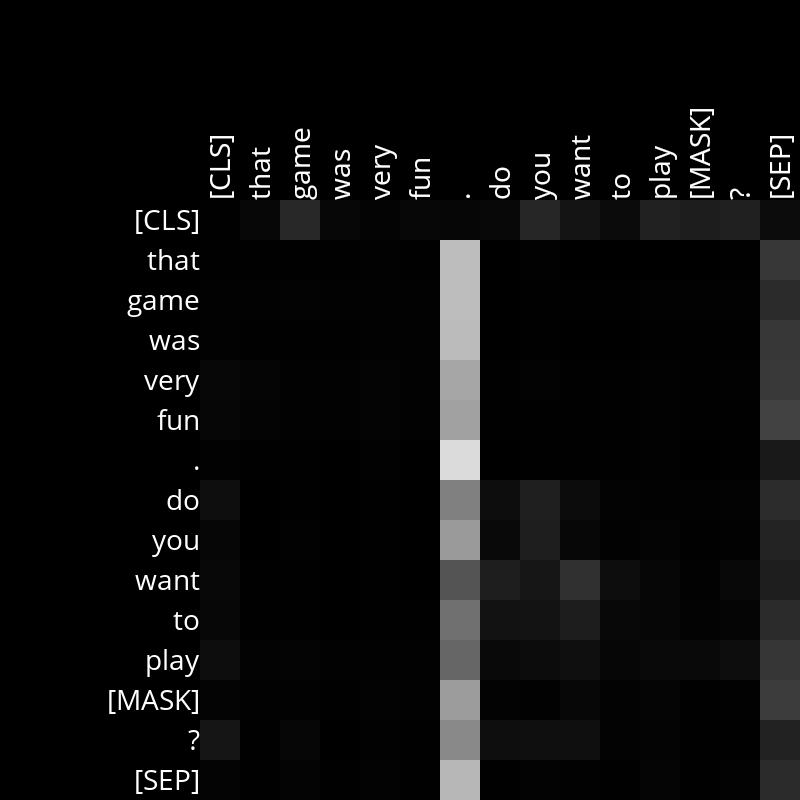 [CLS] that game was very fun . do you want to play [MASK] ? [SEP]
[CLS]
that
game
was
very
fun
.
do
you
want
to
play
[MASK]
?
[SEP]